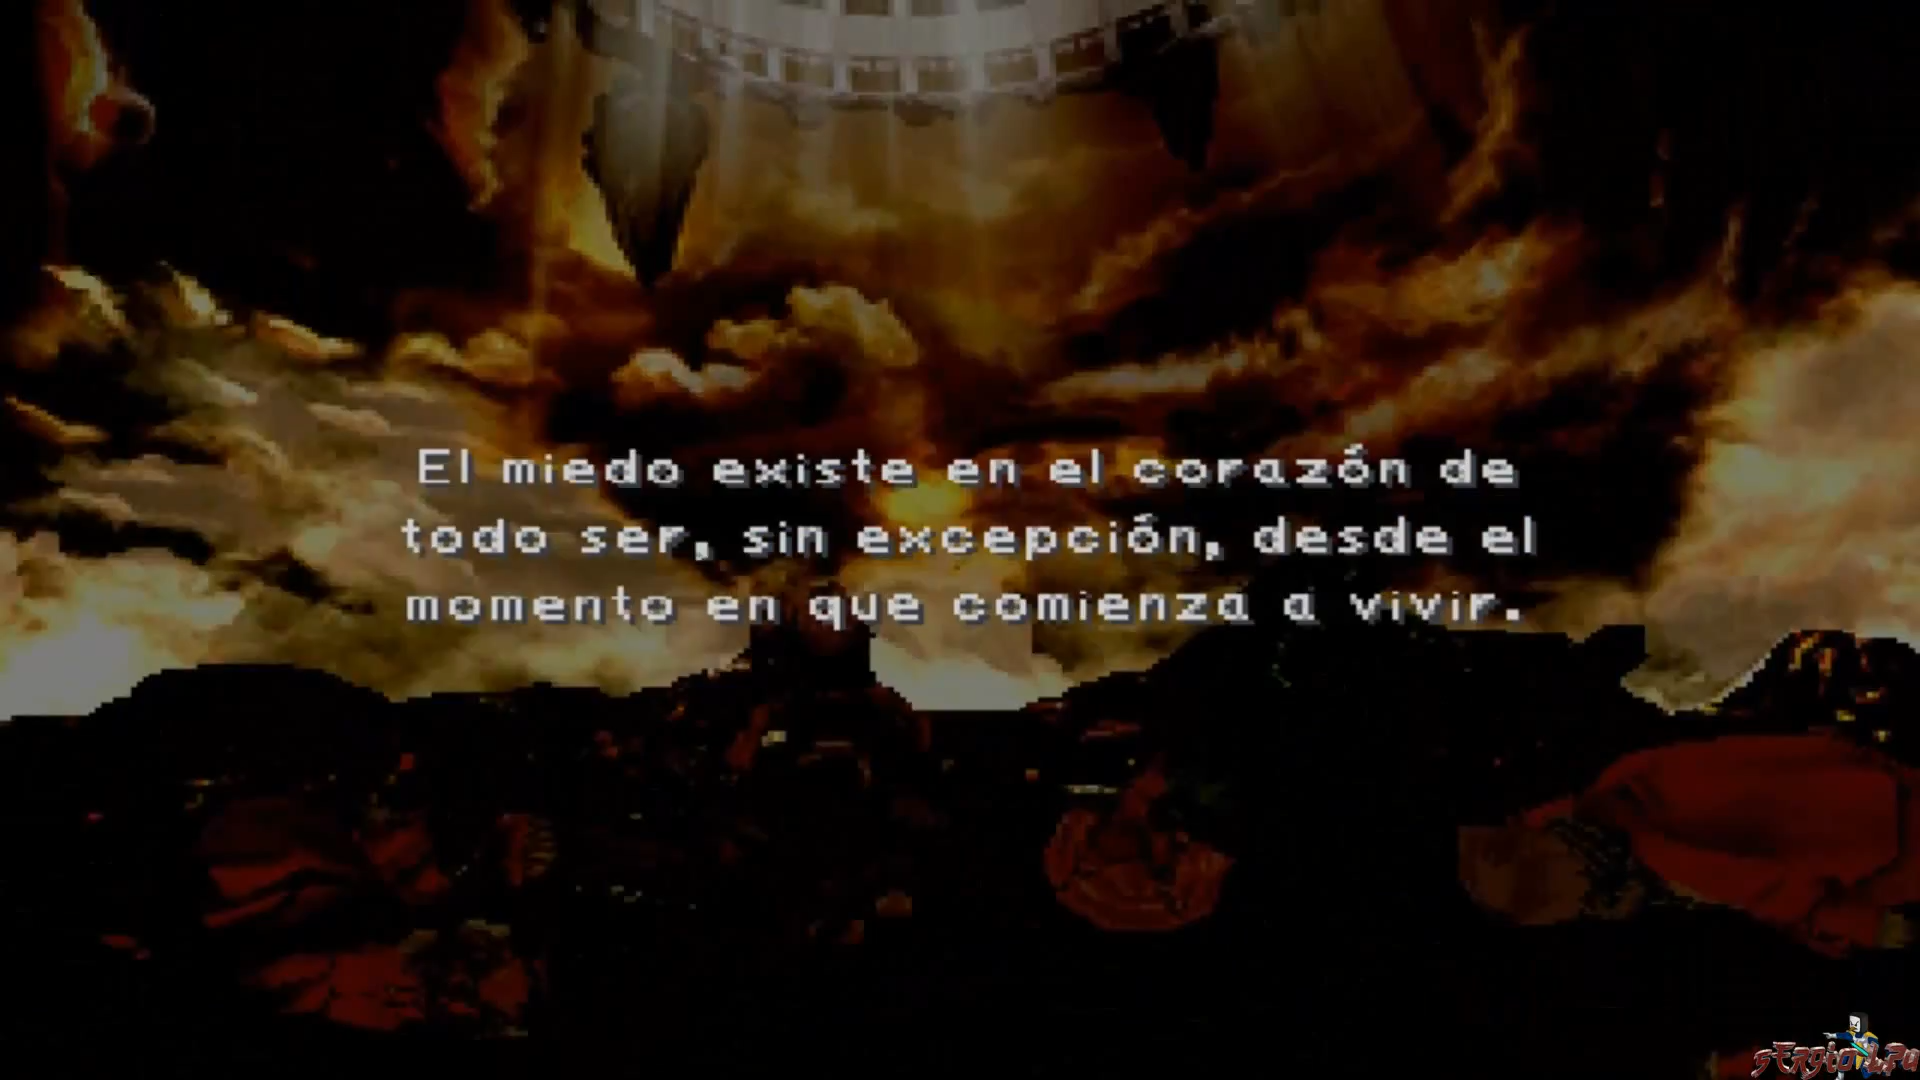 El miedo existe en el corazón de
todo ser, sin excepción, desde el
momento en que comienza a vivir.